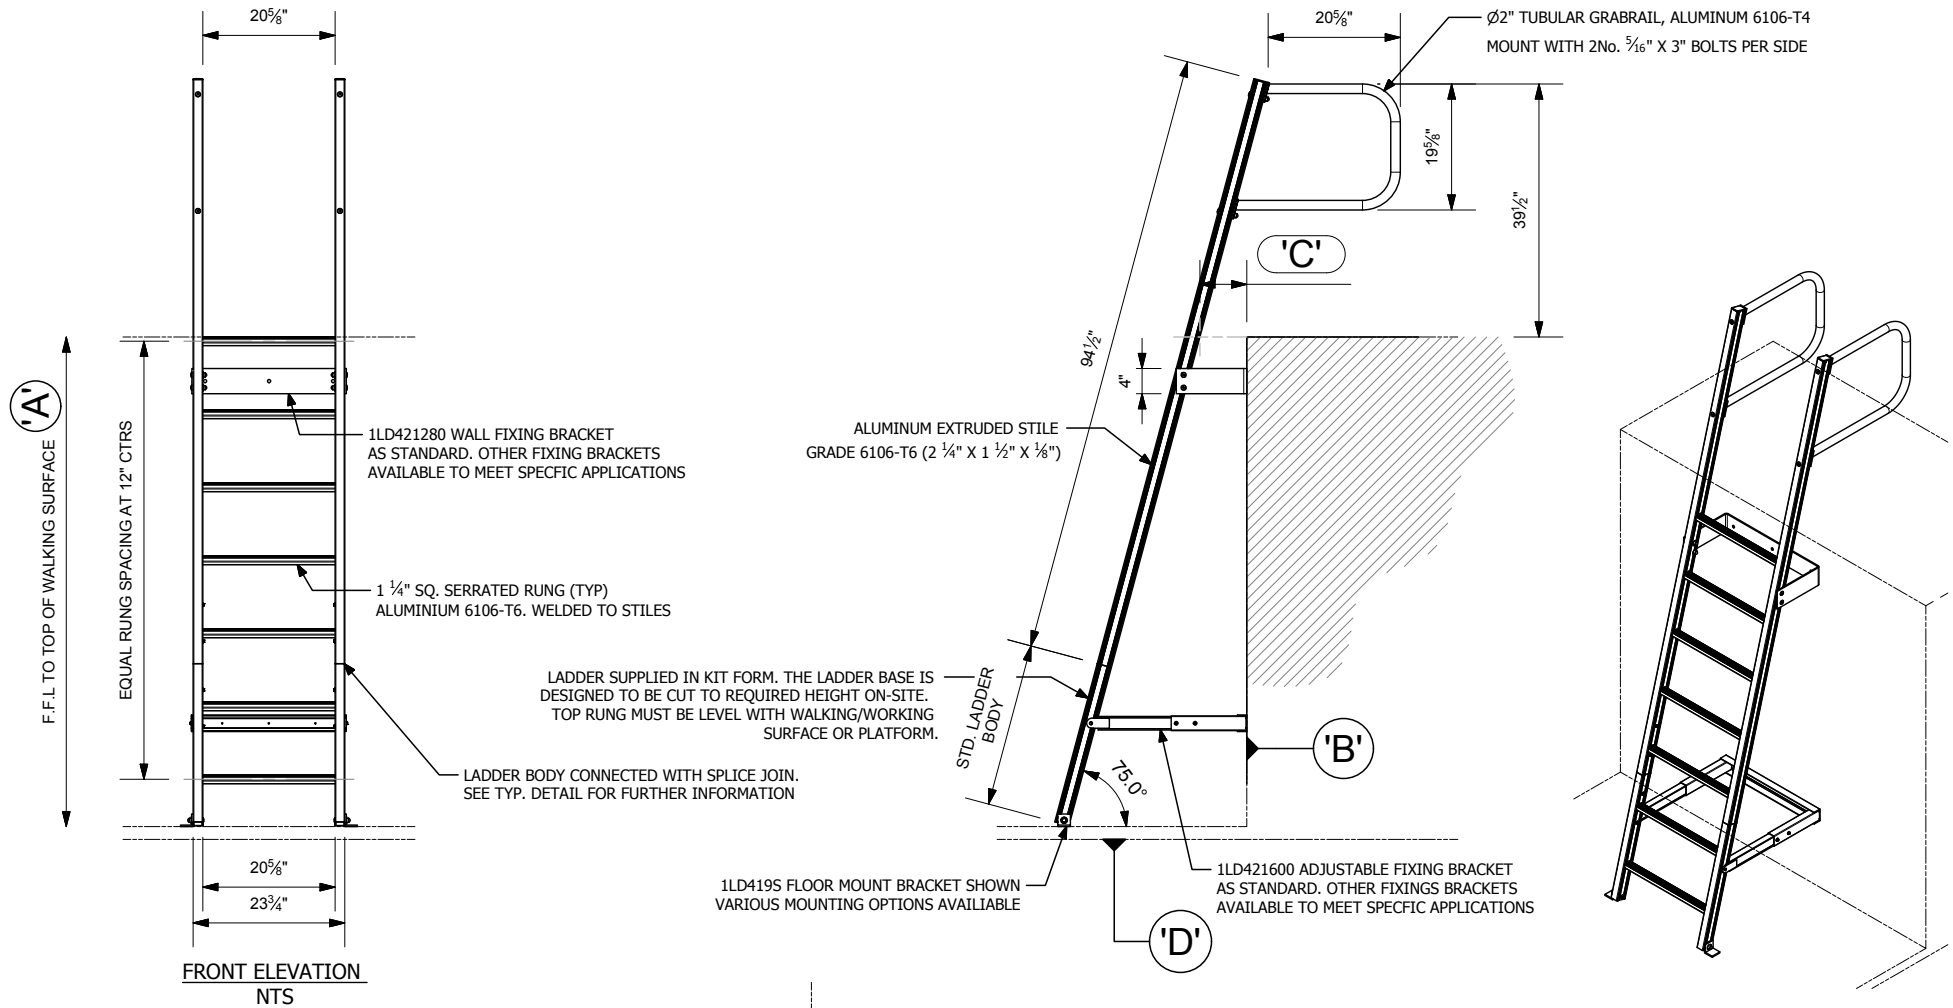 20⅝"
'A'
F.F.L TO TOP OF WALKING SURFACE
EQUAL RUNG SPACING AT 12" CTRS
1LD421280 WALL FIXING BRACKET
AS STANDARD. OTHER FIXING BRACKETS
AVAILABLE TO MEET SPECFIC APPLICATIONS
1 ¼" SQ. SERRATED RUNG (TYP)
ALUMINIUM 6106-T6. WELDED TO STILES
LADDER BODY CONNECTED WITH SPLICE JOIN.
SEE TYP. DETAIL FOR FURTHER INFORMATION
20⅝"
23¾"
FRONT ELEVATION
NTS
20⅝"
Ø2" TUBULAR GRABRAIL, ALUMINUM 6106-T4
MOUNT WITH 2No. 5⁄16" X 3" BOLTS PER SIDE
19⅝"
39½"
'C'
94½"
4"
ALUMINUM EXTRUDED STILE
GRADE 6106-T6 (2 ¼" X 1 ½" X ⅛")
LADDER SUPPLIED IN KIT FORM. THE LADDER BASE IS
DESIGNED TO BE CUT TO REQUIRED HEIGHT ON-SITE.
TOP RUNG MUST BE LEVEL WITH WALKING/WORKING
SURFACE OR PLATFORM.
STD. LADDER
BODY
75.0°
'B'
1LD419S FLOOR MOUNT BRACKET SHOWN
VARIOUS MOUNTING OPTIONS AVAILIABLE
1LD421600 ADJUSTABLE FIXING BRACKET
AS STANDARD. OTHER FIXINGS BRACKETS
AVAILABLE TO MEET SPECFIC APPLICATIONS
'D'